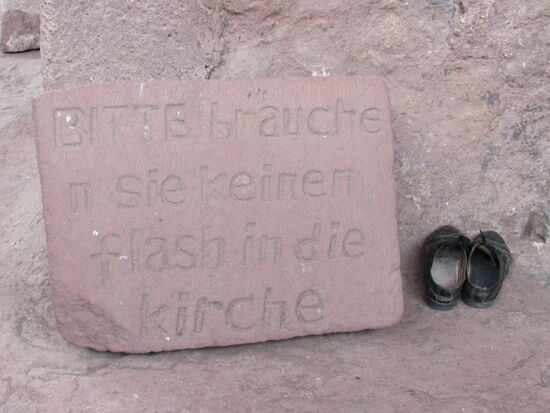 BITTE brauche
n sie keinen
flash in die
kirche